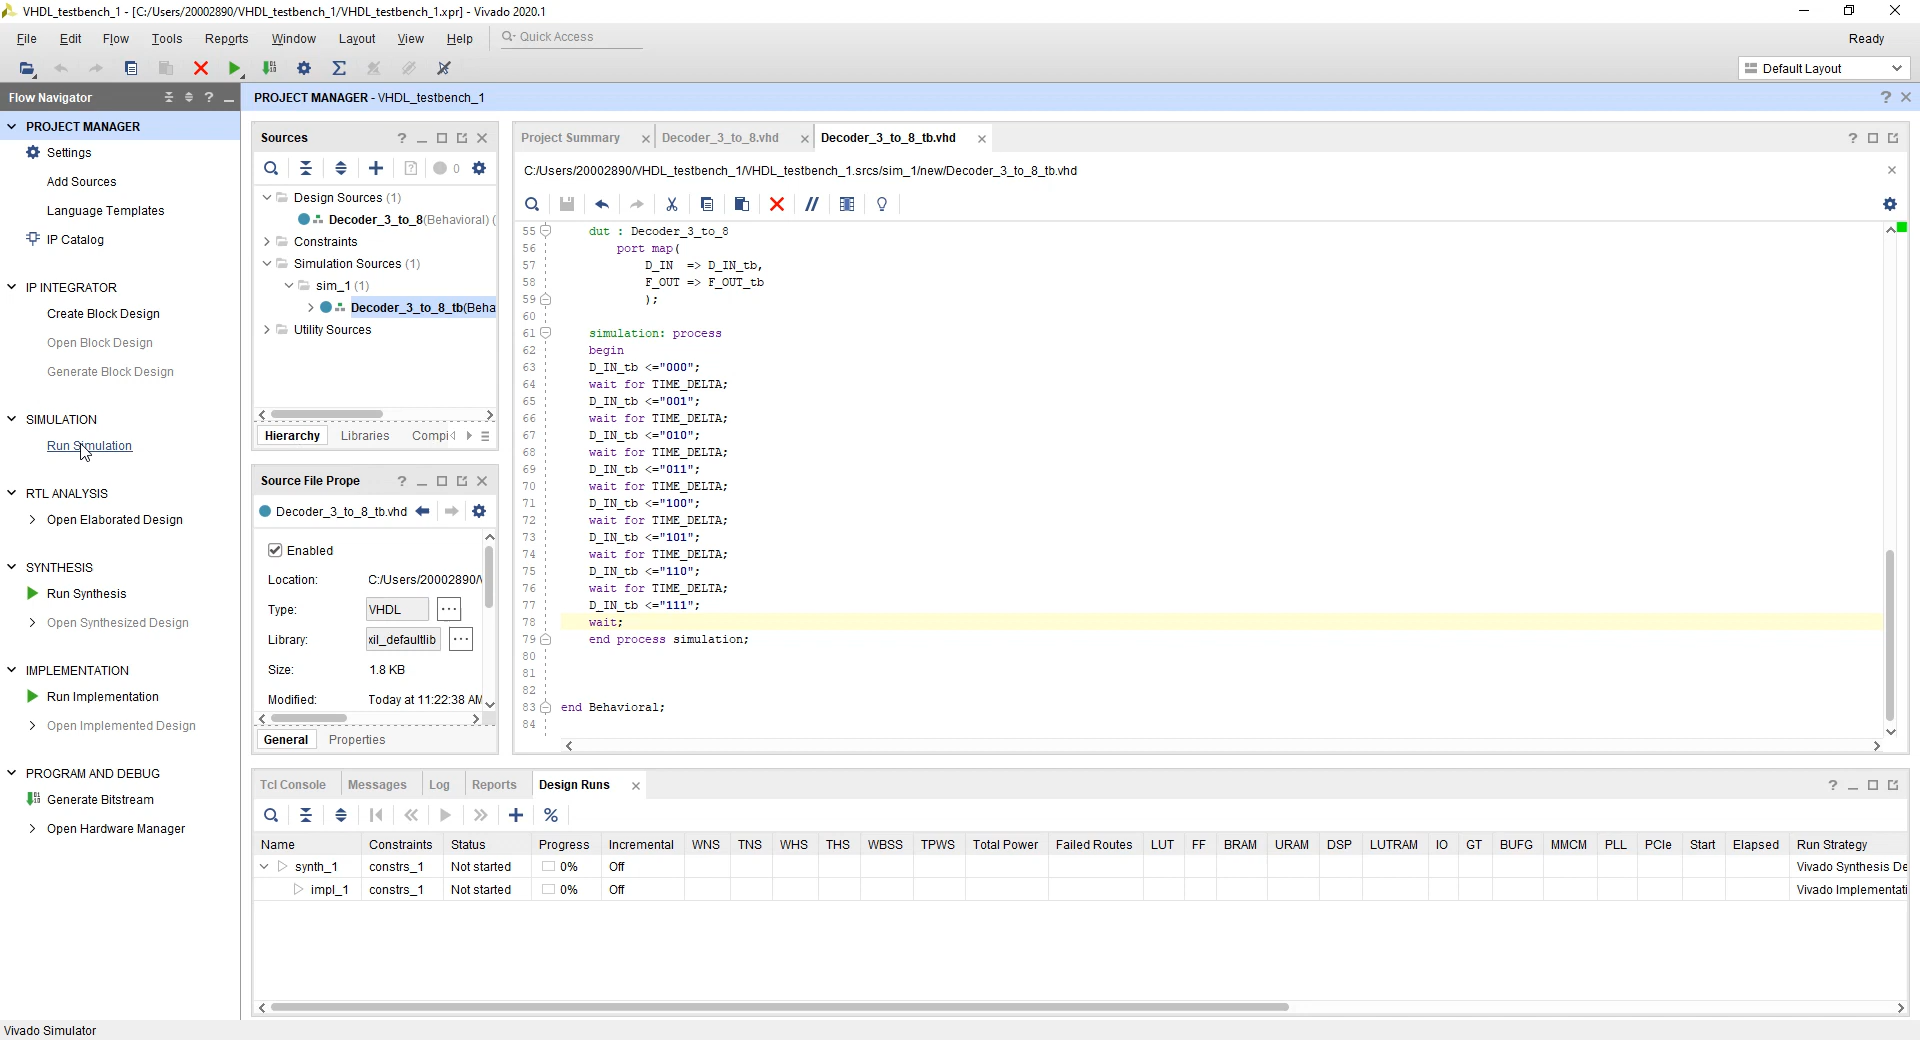 VHDL_testbench_1 - [C:/Users/20002890/VHDL_testbench_1/VHDL_testbench_1.xpr] - Vivado 2020.1
File Edit Flow Tools Reports Window Layout View Help Quick Access Ready
Default Layout
Flow Navigator
PROJECT MANAGER
Settings
Add Sources
Language Templates
IP Catalog
IP INTEGRATOR
Create Block Design
Open Block Design
Generate Block Design
SIMULATION
Run Simulation
RTL ANALYSIS
Open Elaborated Design
SYNTHESIS
Run Synthesis
Open Synthesized Design
IMPLEMENTATION
Run Implementation
Open Implemented Design
PROGRAM AND DEBUG
Generate Bitstream
Open Hardware Manager
PROJECT MANAGER - VHDL_testbench_1
Sources
0
Design Sources (1)
Decoder_3_to_8(Behavioral) (
Constraints
Simulation Sources (1)
sim_1 (1)
Decoder_3_to_8_tb(Beha
Utility Sources
Hierarchy Libraries Compi
Source File Prope
Decoder_3_to_8_tb.vhd
Enabled
Location: C:/Users/20002890/
Type: VHDL
Library: xil_defaultlib
Size: 1.8 KB
Modified: Today at 11:22:38 AM
General Properties
Project Summary Decoder_3_to_8.vhd Decoder_3_to_8_tb.vhd
C:/Users/20002890/VHDL_testbench_1/VHDL_testbench_1.srcs/sim_1/new/Decoder_3_to_8_tb.vhd
55 dut : Decoder_3_to_8
56 port map(
57 D_IN => D_IN_tb,
58 F_OUT => F_OUT_tb
59 );
60
61 simulation: process
62 begin
63 D_IN_tb <="000";
64 wait for TIME_DELTA;
65 D_IN_tb <="001";
66 wait for TIME_DELTA;
67 D_IN_tb <="010";
68 wait for TIME_DELTA;
69 D_IN_tb <="011";
70 wait for TIME_DELTA;
71 D_IN_tb <="100";
72 wait for TIME_DELTA;
73 D_IN_tb <="101";
74 wait for TIME_DELTA;
75 D_IN_tb <="110";
76 wait for TIME_DELTA;
77 D_IN_tb <="111";
78 wait;
79 end process simulation;
80
81
82
83 end Behavioral;
84
Tcl Console Messages Log Reports Design Runs
Name Constraints Status Progress Incremental WNS TNS WHS THS WBSS TPWS Total Power Failed Routes LUT FF BRAM URAM DSP LUTRAM IO GT BUFG MMCM PLL PCIe Start Elapsed Run Strategy
synth_1 constrs_1 Not started 0% Off Vivado Synthesis De
impl_1 constrs_1 Not started 0% Off Vivado Implementati
Vivado Simulator